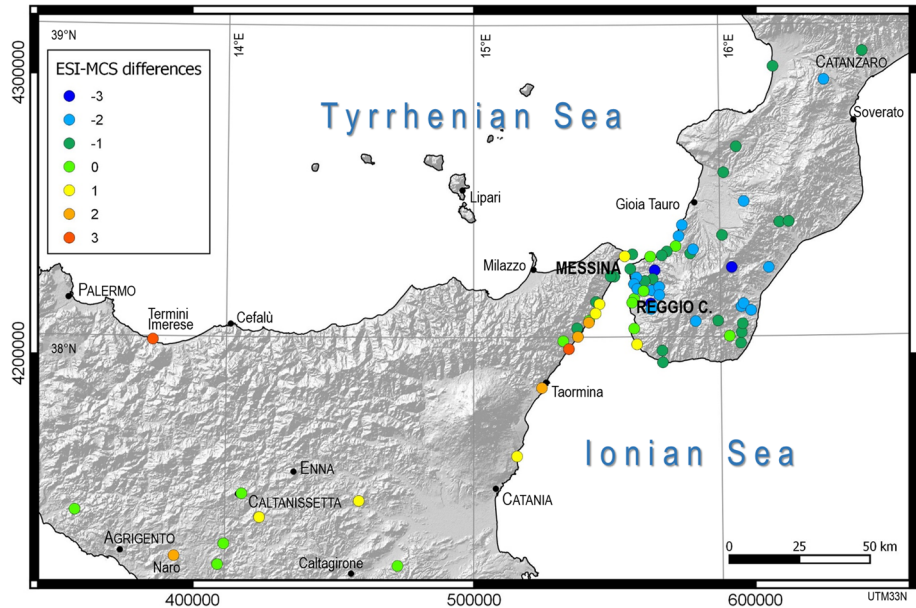 39°N
14°E
15°E
16°E
4300000
ESI-MCS differences
-3
-2
-1
0
1
2
3
Tyrrhenian Sea
CATANZARO
Soverato
Lipari
Gioia Tauro
Milazzo
MESSINA
REGGIO C.
PALERMO
Termini
Imerese
Cefalù
38°N
4200000
Taormina
Ionian Sea
ENNA
CALTANISSETTA
CATANIA
AGRIGENTO
Naro
Caltagirone
0 25 50 km
400000
500000
600000
UTM33N